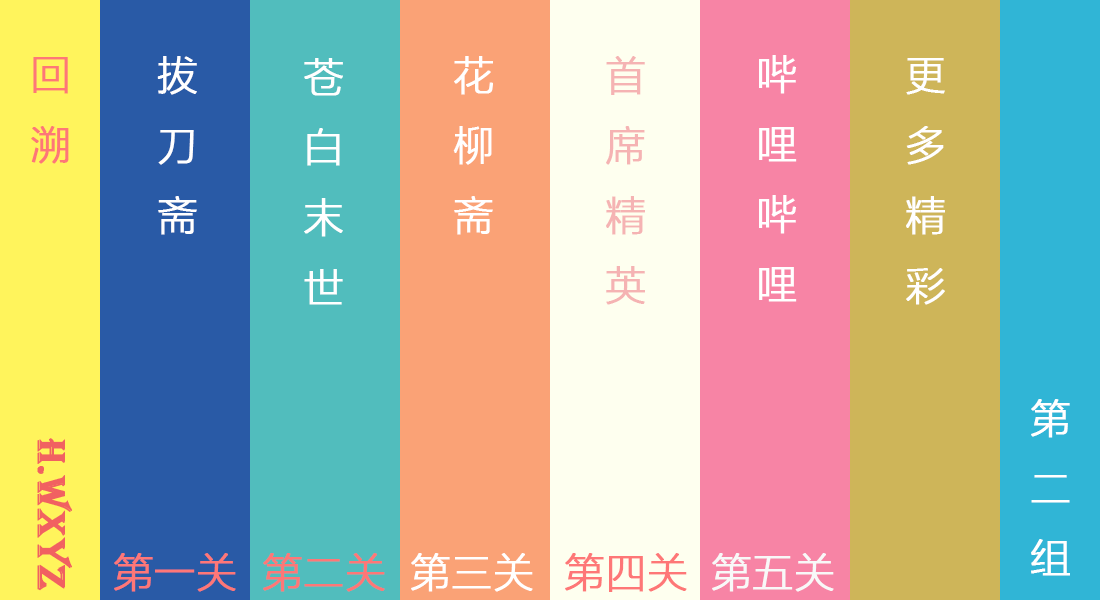 回溯
H.WXYZ
拔刀斋
第一关
苍白末世
第二关
花柳斋
第三关
首席精英
第四关
哔哩哔哩
第五关
更多精彩
第二组